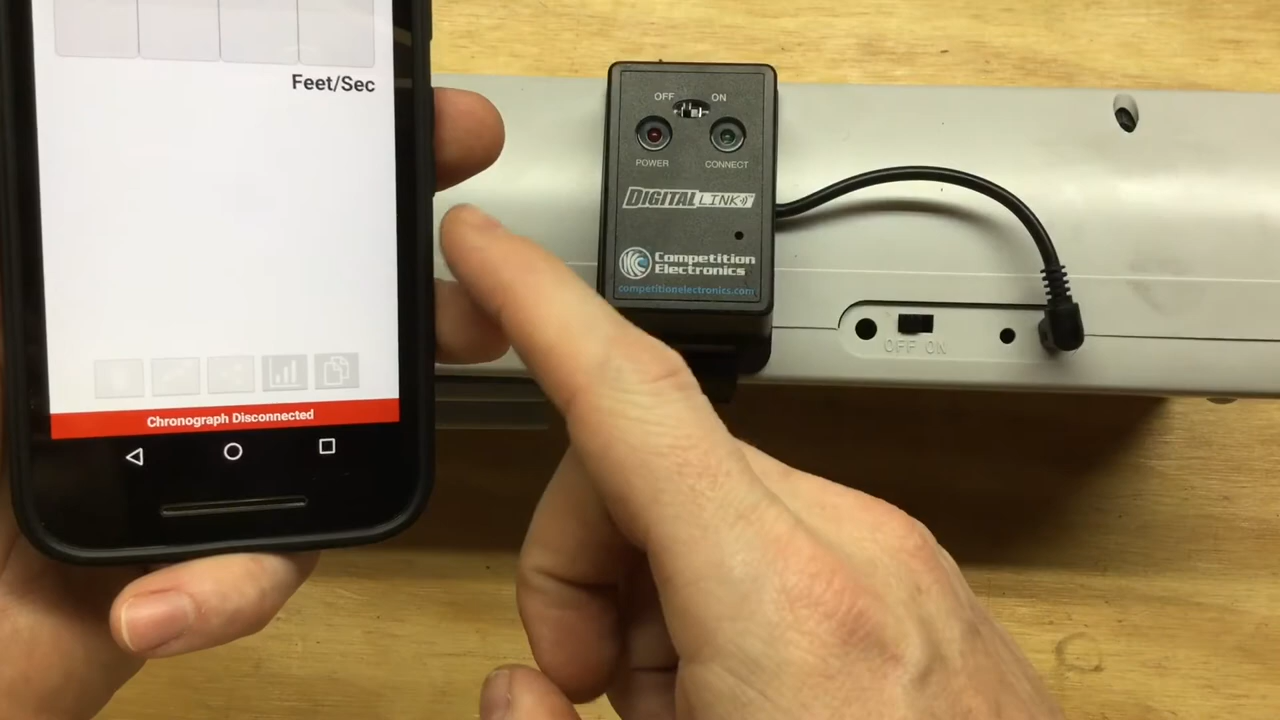 Feet/Sec
Chronograph Disconnected
OFF ON
POWER CONNECT
DIGITAL LINK
Competition
Electronics
competitionelectronics.com
OFF ON